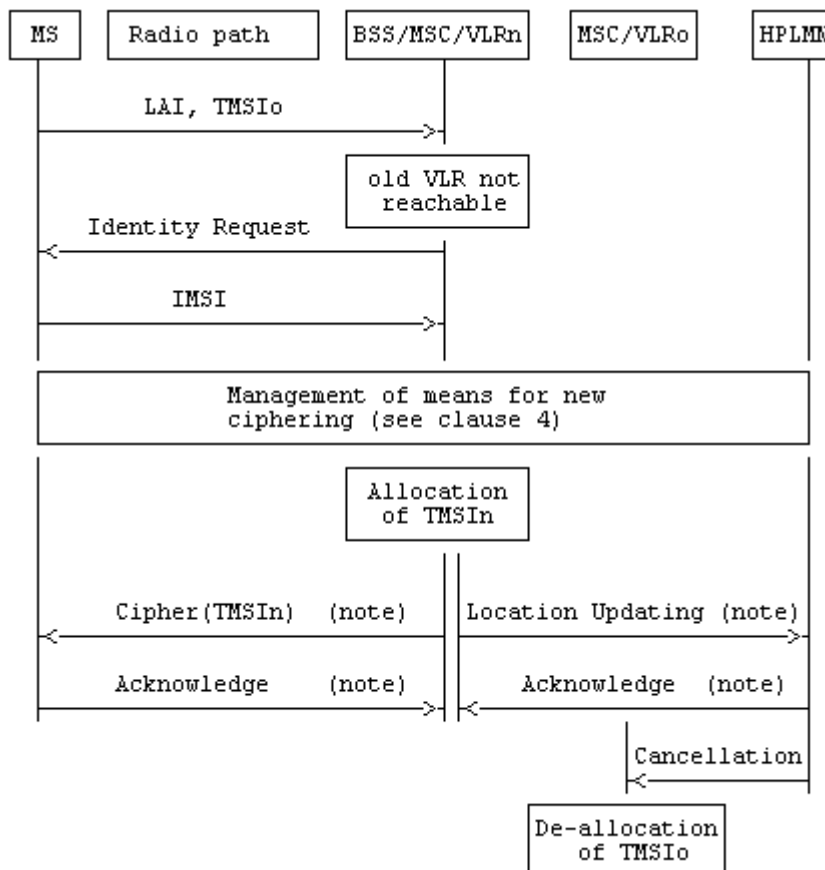 MS Radio path BSS/MSC/VLRn MSC/VLRo HPLMN
LAI, TMSIo
old VLR not
reachable
Identity Request
IMSI
Management of means for new
ciphering (see clause 4)
Allocation
of TMSIn
Cipher(TMSIn) (note) Location Updating (note)
Acknowledge (note) Acknowledge (note)
Cancellation
De-allocation
of TMSIo